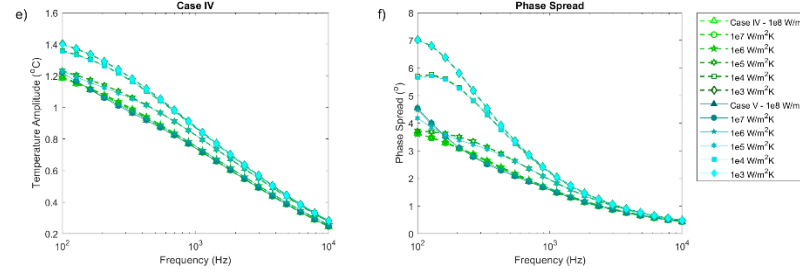 e)
Case IV
Temperature Amplitude (°C)
1.6
1.4
1.2
1
0.8
0.6
0.4
0.2
10²
10³
10⁴
Frequency (Hz)
f)
Phase Spread
Phase Spread (°)
8
7
6
5
4
3
2
1
0
10²
10³
10⁴
Frequency (Hz)
Case IV - 1e8 W/m
1e7 W/m²K
1e6 W/m²K
1e5 W/m²K
1e4 W/m²K
1e3 W/m²K
Case V - 1e8 W/m
1e7 W/m²K
1e6 W/m²K
1e5 W/m²K
1e4 W/m²K
1e3 W/m²K